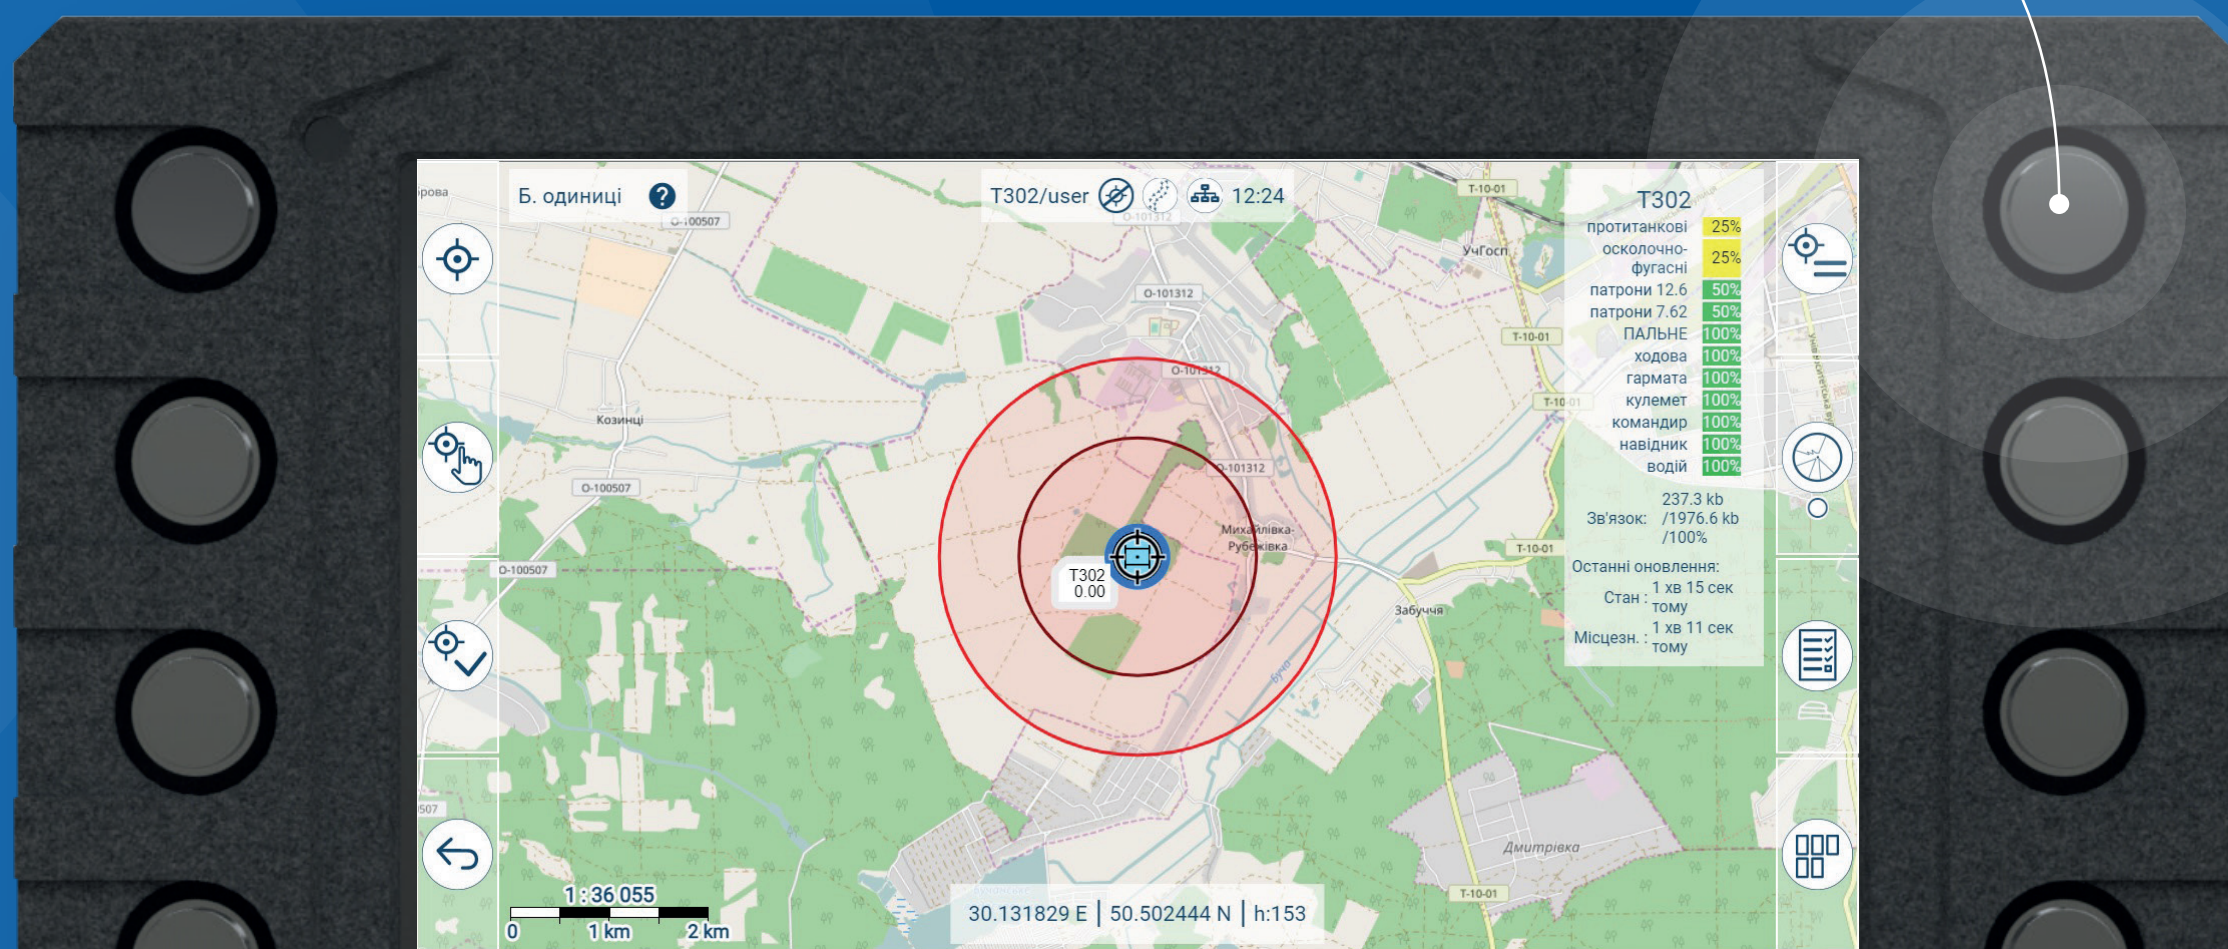 рова
Б. одиниці ?
T302/user
12:24
О-100507
О-101312
Т-10-01
УчГосп
О-101312
Т-10-01
О-101312
Т-10-01
Козинці
О-101312
О-100507
Михайлівка-
Рубежівка
О-100507
Т-10-01
T302
0.00
Забуччя
Буча
507
Дмитрівка
Т-10-01
T302
протитанкові 25%
осколочно-
фугасні 25%
патрони 12.6 50%
патрони 7.62 50%
ПАЛЬНЕ 100%
ходова 100%
гармата 100%
кулемет 100%
командир 100%
навідник 100%
водій 100%
237.3 kb
Зв'язок: /1976.6 kb
/100%
Останні оновлення:
Стан : 1 хв 15 сек
тому
Місцезн. : 1 хв 11 сек
тому
1 : 36 055
0 1 km 2 km
30.131829 E | 50.502444 N | h:153